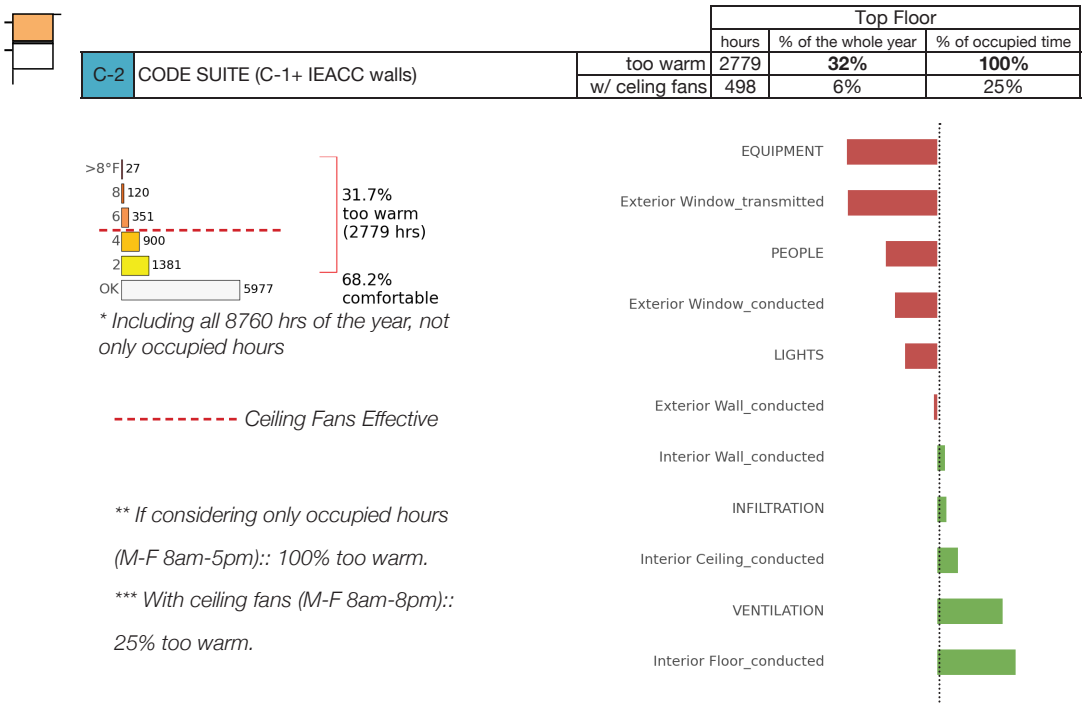 Top Floor
hours % of the whole year % of occupied time
C-2 CODE SUITE (C-1+ IEACC walls) too warm 2779 32% 100%
w/ celing fans 498 6% 25%
>8°F 27
8 120
6 351
4 900
2 1381
OK 5977
31.7%
too warm
(2779 hrs)
68.2%
comfortable
* Including all 8760 hrs of the year, not
only occupied hours
Ceiling Fans Effective
** If considering only occupied hours
(M-F 8am-5pm):: 100% too warm.
*** With ceiling fans (M-F 8am-8pm)::
25% too warm.
EQUIPMENT
Exterior Window_transmitted
PEOPLE
Exterior Window_conducted
LIGHTS
Exterior Wall_conducted
Interior Wall_conducted
INFILTRATION
Interior Ceiling_conducted
VENTILATION
Interior Floor_conducted